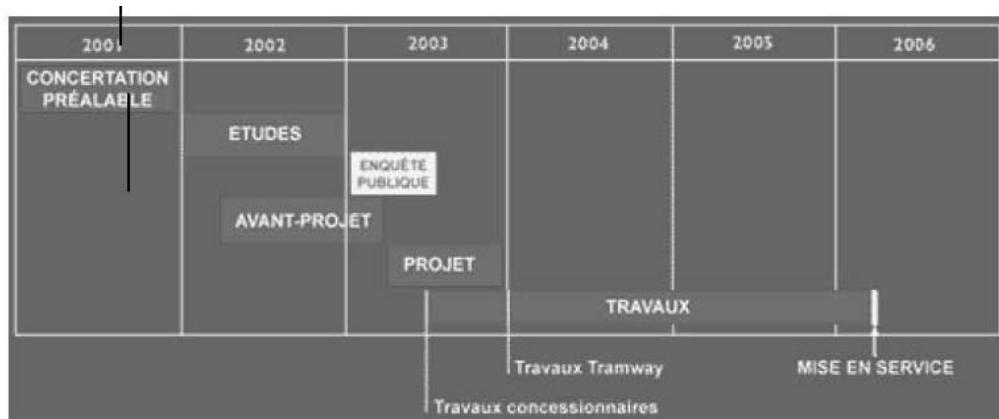 2001 2002 2003 2004 2005 2006
CONCERTATION
PRÉALABLE
ETUDES
ENQUÊTE
PUBLIQUE
AVANT-PROJET
PROJET
TRAVAUX
Travaux Tramway
MISE EN SERVICE
Travaux concessionnaires